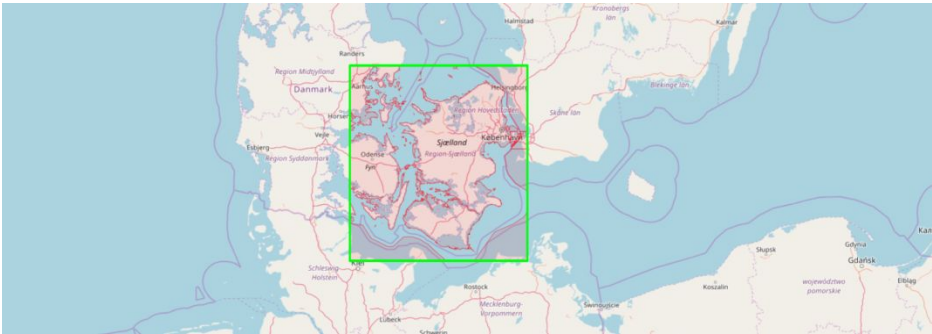 Kronobergs
län
Halmstad
Kalmar
Randers
Region Midtjylland
Aarhus
Danmark
Helsingborg
Blekinge län
Region Hovedstaden
Skåne län
Horsens
Vejle
København
Sjælland
Esbjerg
Odense
Region Sjælland
Region Syddanmark
Fyn
Kiel
Schleswig-
Holstein
Rostock
Lübeck
Mecklenburg-
Vorpommern
Schwerin
Świnoujście
Koszalin
Słupsk
Gdynia
Gdańsk
Elbląg
województwo
pomorskie